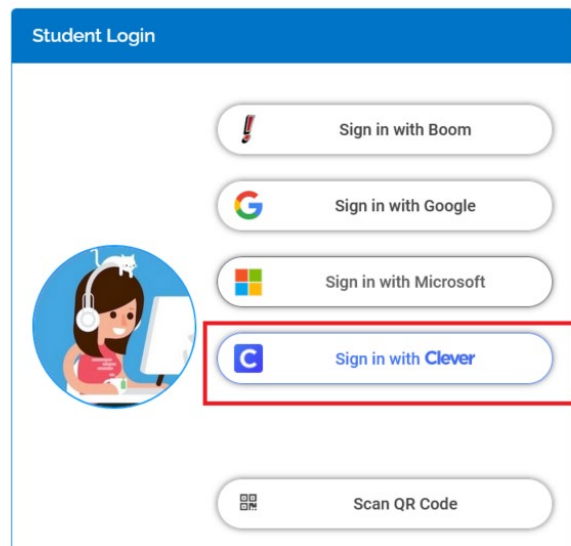 Student Login
Sign in with Boom
Sign in with Google
Sign in with Microsoft
Sign in with Clever
Scan QR Code